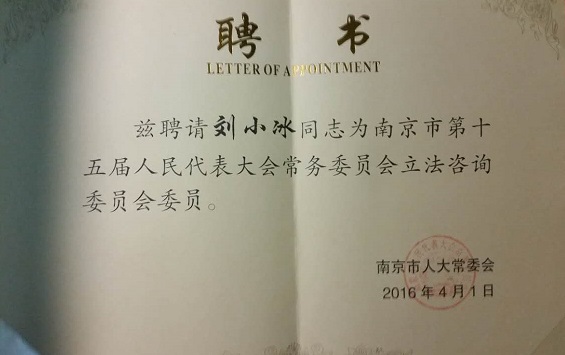 聘 书
LETTER OF APPOINTMENT
兹聘请刘小冰同志为南京市第十
五届人民代表大会常务委员会立法咨询
委员会委员。
南京市人大常委会
2016年4月1日